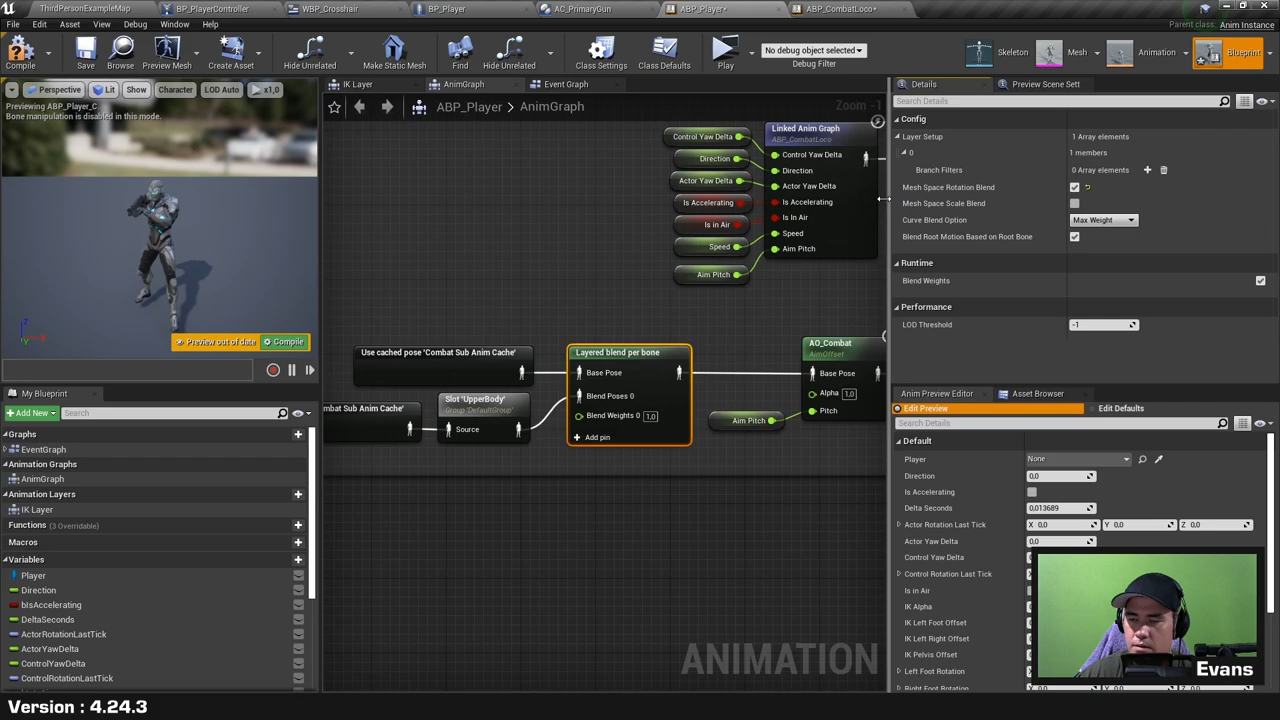 ThirdPersonExampleMap
BP_PlayerController
WBP_Crosshair
BP_Player
AC_PrimaryGun
ABP_Player*
ABP_CombatLoco*
File
Edit
Asset
View
Debug
Window
Help
Parent class: Anim Instance
Compile
Save
Browse
Preview Mesh
Create Asset
Hide Unrelated
Make Static Mesh
Find
Hide Unrelated
Class Settings
Class Defaults
Play
No debug object selected
Debug Filter
Skeleton
Mesh
Animation
Blueprint
Perspective
Lit
Show
Character
LOD Auto
x1,0
Previewing ABP_Player_C.
Bone manipulation is disabled in this mode.
Preview out of date
Compile
IK Layer
AnimGraph
Event Graph
ABP_Player
AnimGraph
Zoom -1
Control Yaw Delta
Direction
Actor Yaw Delta
Is Accelerating
Is in Air
Speed
Aim Pitch
Linked Anim Graph
ABP_CombatLoco
Control Yaw Delta
Direction
Actor Yaw Delta
Is Accelerating
Is In Air
Speed
Aim Pitch
Use cached pose 'Combat Sub Anim Cache'
mbat Sub Anim Cache'
Slot 'UpperBody'
Group 'DefaultGroup'
Source
Layered blend per bone
Base Pose
Blend Poses 0
Blend Weights 0 1,0
Add pin
Aim Pitch
AO_Combat
AimOffset
Base Pose
Alpha 1,0
Pitch
ANIMATION
My Blueprint
Add New
Search
Graphs
EventGraph
Animation Graphs
AnimGraph
Animation Layers
IK Layer
Functions (3 Overridable)
Macros
Variables
Player
Direction
bIsAccelerating
DeltaSeconds
ActorRotationLastTick
ActorYawDelta
ControlYawDelta
ControlRotationLastTick
Details
Preview Scene Sett
Search Details
Config
Layer Setup 1 Array elements
0 1 members
Branch Filters 0 Array elements
Mesh Space Rotation Blend
Mesh Space Scale Blend
Curve Blend Option Max Weight
Blend Root Motion Based on Root Bone
Runtime
Blend Weights
Performance
LOD Threshold -1
Anim Preview Editor
Asset Browser
Edit Preview
Edit Defaults
Search Details
Default
Player None
Direction 0,0
Is Accelerating
Delta Seconds 0,013689
Actor Rotation Last Tick X 0,0 Y 0,0 Z 0,0
Actor Yaw Delta 0,0
Control Yaw Delta
Control Rotation Last Tick
Is in Air
IK Alpha
IK Left Foot Offset
IK Left Right Offset
IK Pelvis Offset
Left Foot Rotation
Right Foot Rotation
Evans
Version : 4.24.3